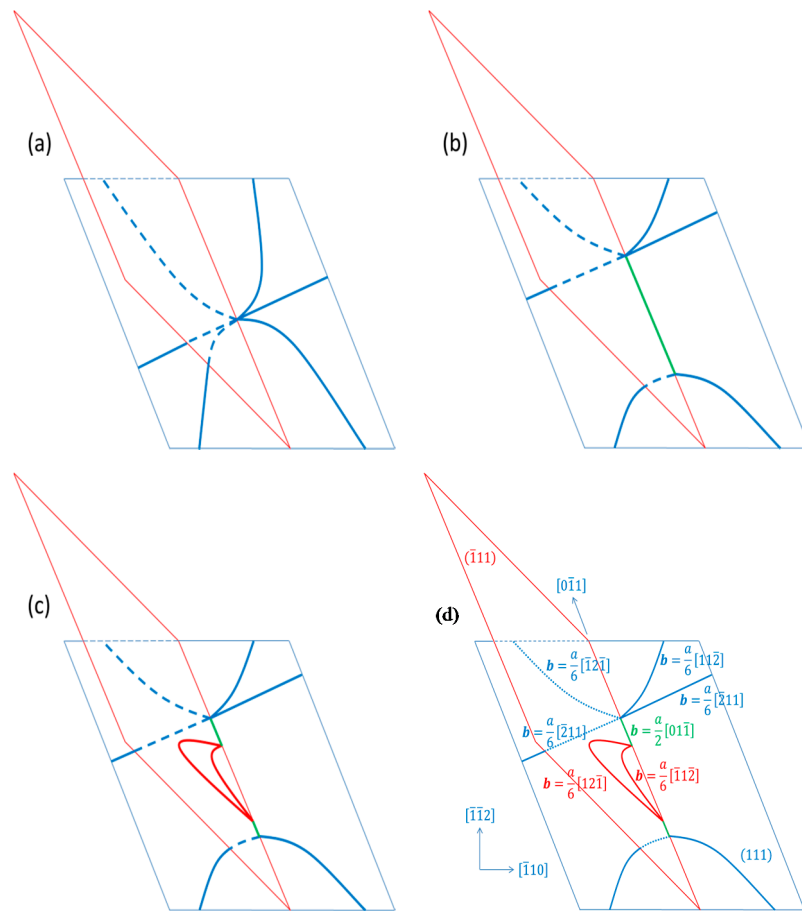 (a)
(b)
(c)
(d)
(1̄11)
[01̄1]
b = a/6 [1̄21̄]
b = a/6 [112̄]
b = a/6 [2̄11]
b = a/6 [2̄11]
b = a/2 [011̄]
b = a/6 [121̄]
b = a/6 [1̄12̄]
[1̄1̄2]
[1̄10]
(111)